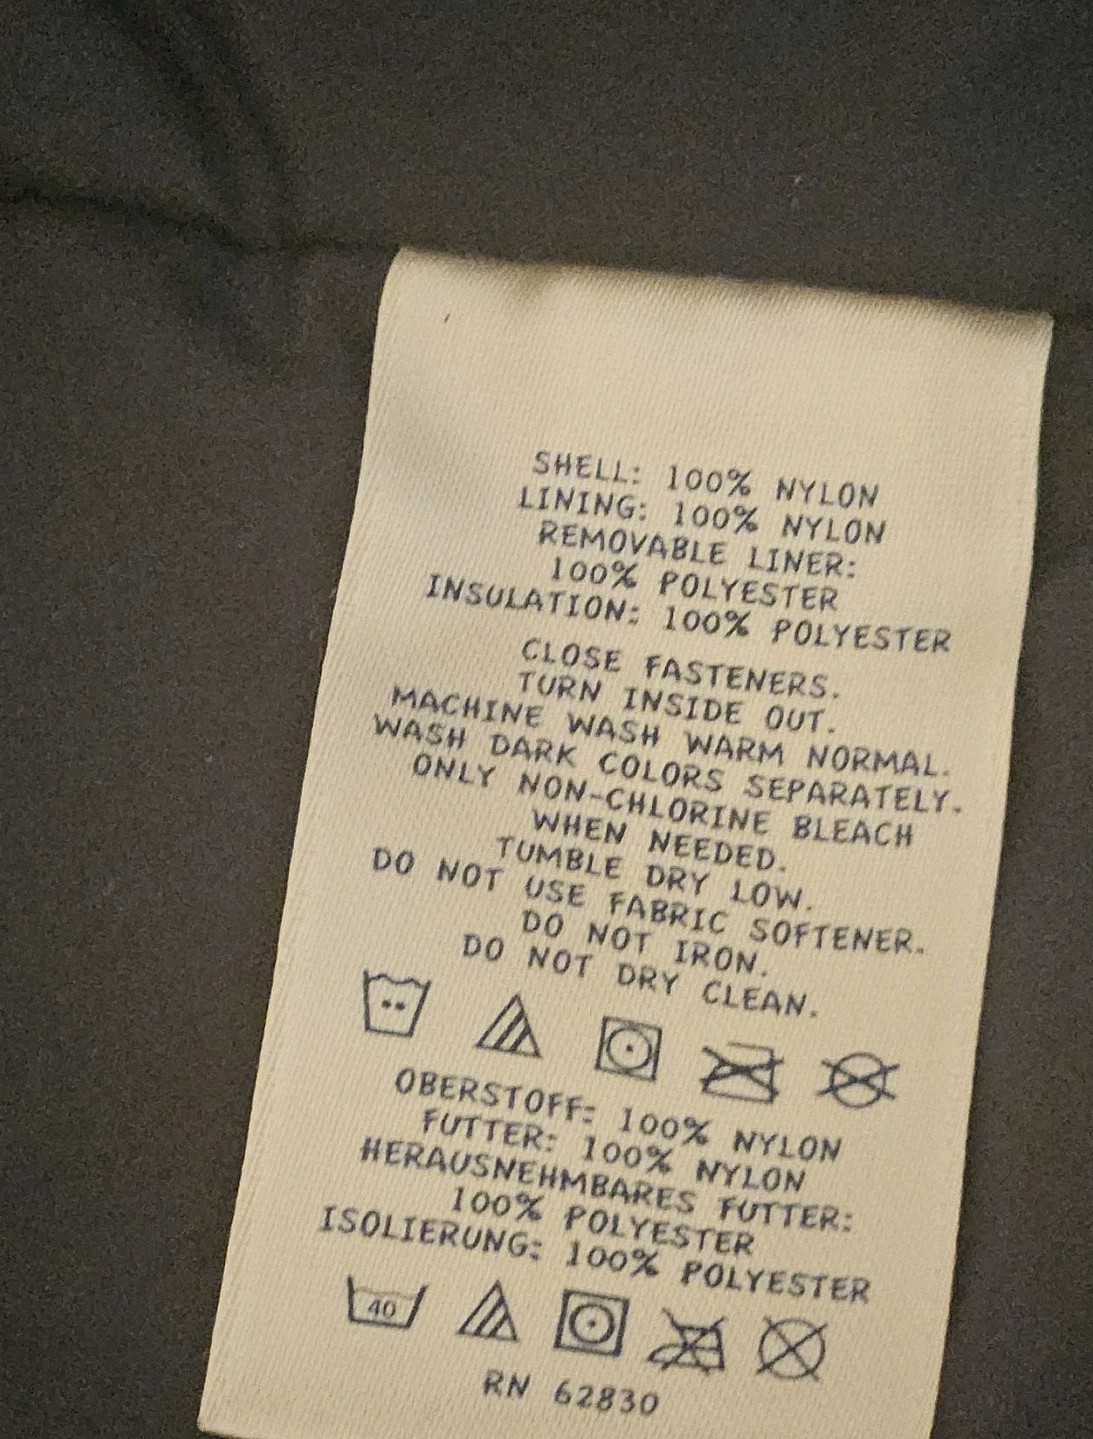 SHELL: 100% NYLON
LINING: 100% NYLON
REMOVABLE LINER:
100% POLYESTER
INSULATION: 100% POLYESTER
CLOSE FASTENERS.
TURN INSIDE OUT.
MACHINE WASH WARM NORMAL.
WASH DARK COLORS SEPARATELY.
ONLY NON-CHLORINE BLEACH
WHEN NEEDED.
TUMBLE DRY LOW.
DO NOT USE FABRIC SOFTENER.
DO NOT IRON.
DO NOT DRY CLEAN.
OBERSTOFF: 100% NYLON
FUTTER: 100% NYLON
HERAUSNEHMBARES FUTTER:
100% POLYESTER
ISOLIERUNG: 100% POLYESTER
40
RN 62830